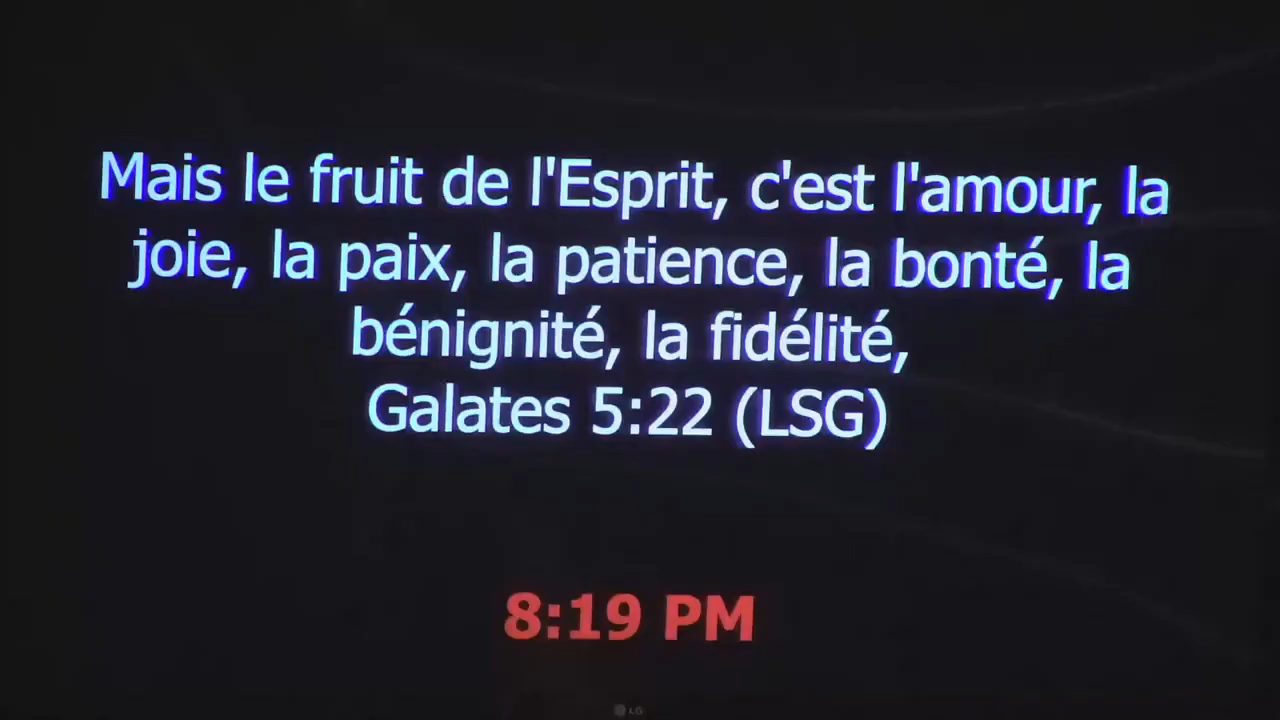 Mais le fruit de l'Esprit, c'est l'amour, la
joie, la paix, la patience, la bonté, la
bénignité, la fidélité,
Galates 5:22 (LSG)
8:19 PM
LG